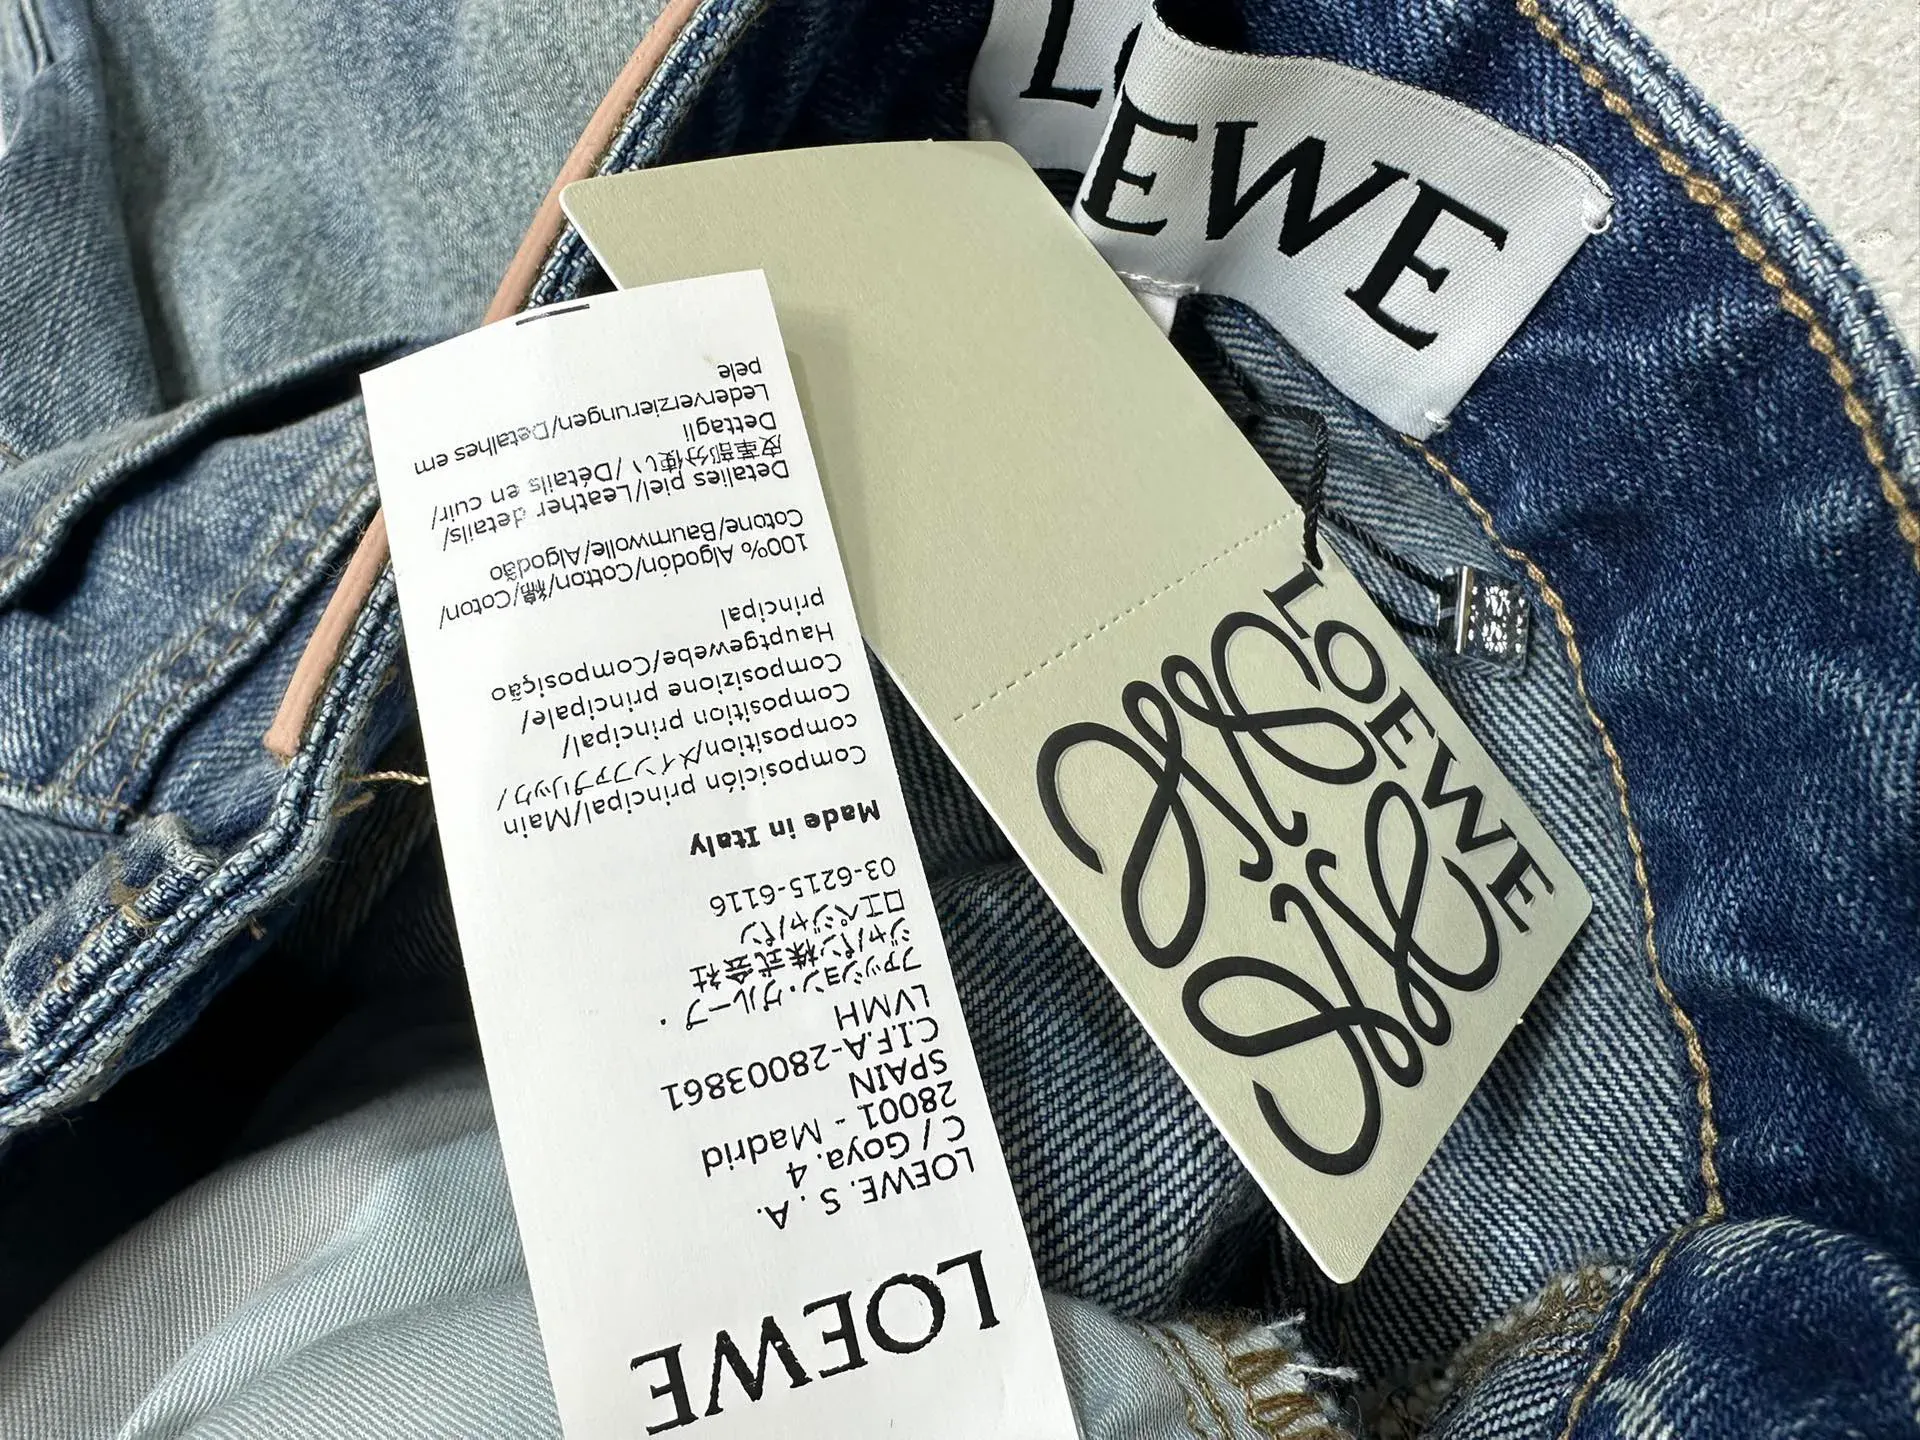 LOEWE
LOEWE
LOEWE
LOEWE. S. A.
C / Goya. 4
28001 - Madrid
SPAIN
C.I.F.A-28003861
LVMH
ファッション・グループ・
ジャパン株式会社
ロエベジャパン
03-6215-6116
Made in Italy
Composición principal/Main
composition/メインファブリック/
Composition principal/
Composizione principale/
Hauptgewebe/Composição
principal
100% Algodón/Cotton/綿/Coton/
Cotone/Baumwolle/Algodão
Detalies piel/Leather details/
皮革部分使い/Détails en cuir/
Dettagli
Lederverzierungen/Detalhes em
pele